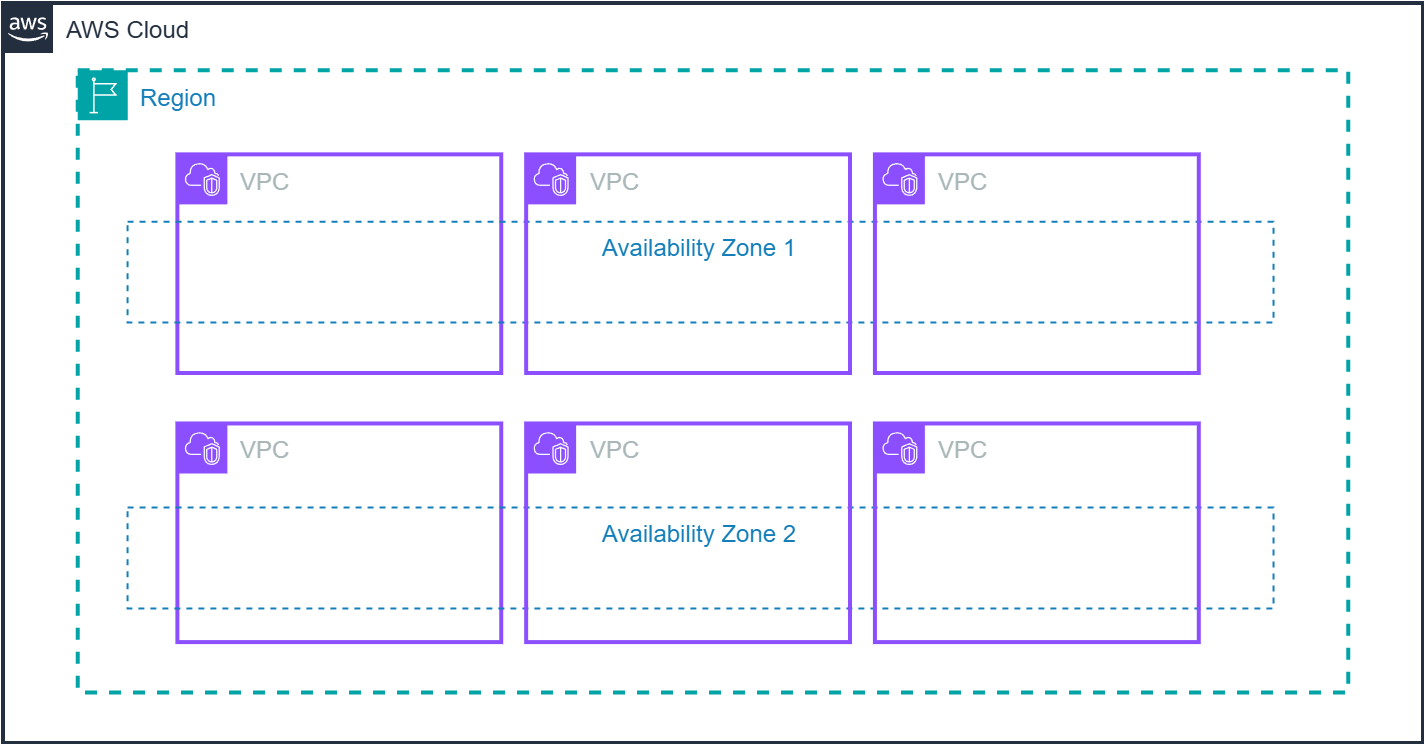 aws
AWS Cloud
Region
VPC
VPC
VPC
Availability Zone 1
VPC
VPC
VPC
Availability Zone 2